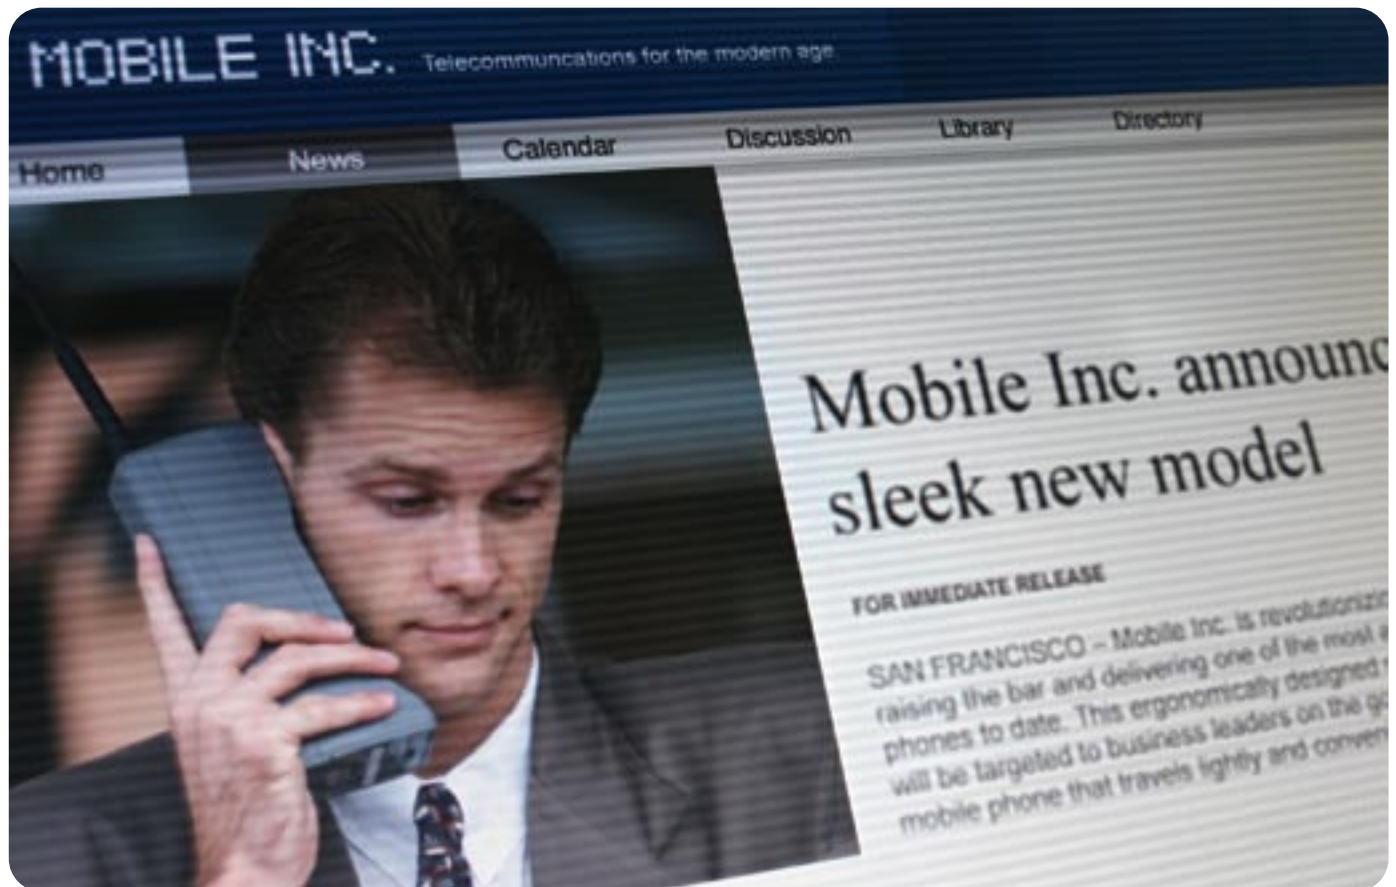 MOBILE INC. Telecommuncations for the modern age
Home News Calendar Discussion Library Directory
Mobile Inc. announc
sleek new model
FOR IMMEDIATE RELEASE
SAN FRANCISCO – Mobile Inc. is revolutionizi
raising the bar and delivering one of the most a
phones to date. This ergonomically designed
will be targeted to business leaders on the go
mobile phone that travels lightly and conven